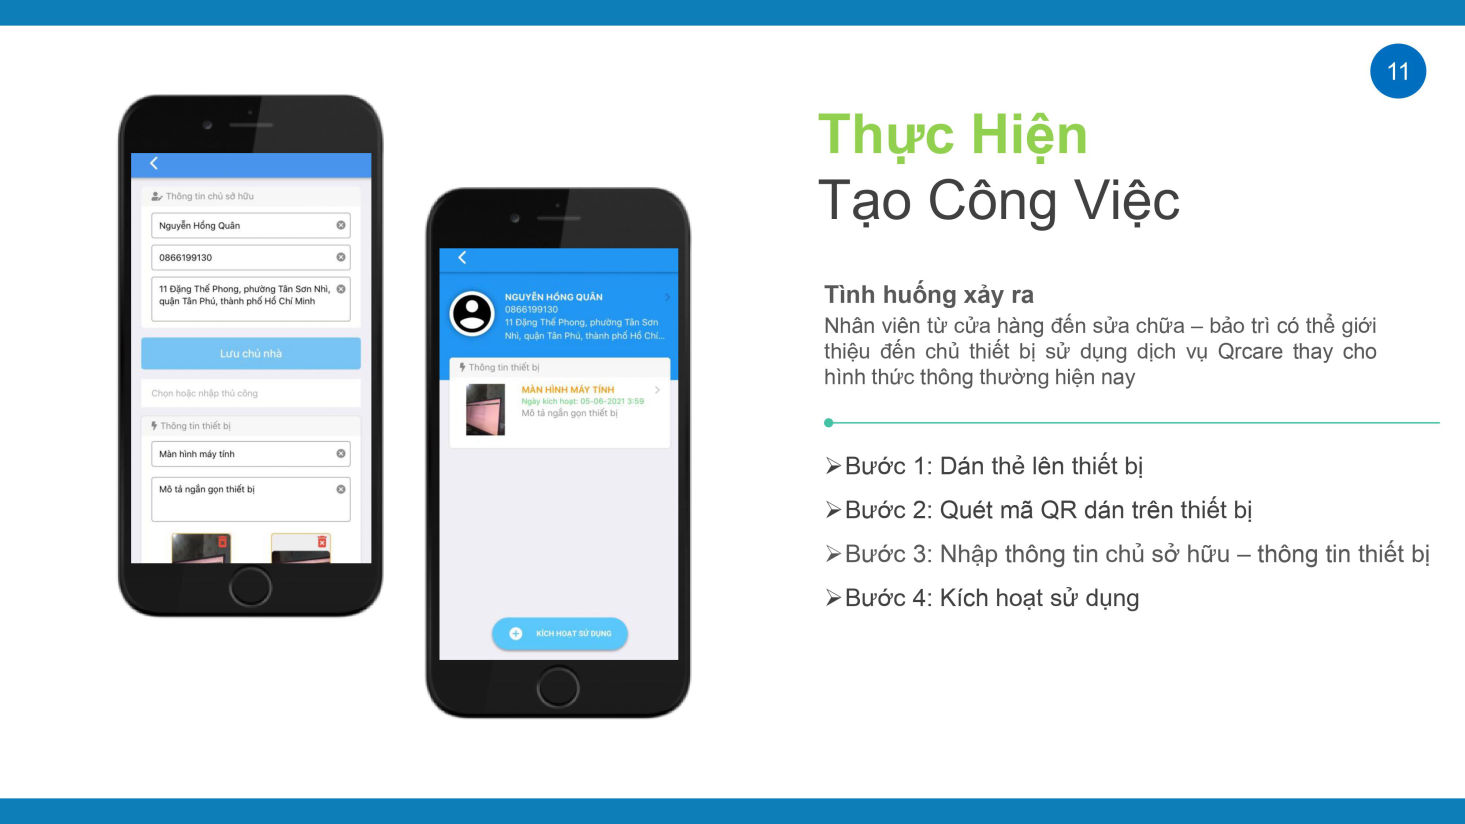 11
Thực Hiện
Tạo Công Việc
Tình huống xảy ra
Nhân viên từ cửa hàng đến sửa chữa – bảo trì có thể giới
thiệu đến chủ thiết bị sử dụng dịch vụ Qrcare thay cho
hình thức thông thường hiện nay
Bước 1: Dán thẻ lên thiết bị
Bước 2: Quét mã QR dán trên thiết bị
Bước 3: Nhập thông tin chủ sở hữu – thông tin thiết bị
Bước 4: Kích hoạt sử dụng
Thông tin chủ sở hữu
Nguyễn Hồng Quân
0866199130
11 Đặng Thế Phong, phường Tân Sơn Nhì,
quận Tân Phú, thành phố Hồ Chí Minh
Lưu chủ nhà
Chọn hoặc nhập thủ công
Thông tin thiết bị
Màn hình máy tính
Mô tả ngắn gọn thiết bị
NGUYỄN HỒNG QUÂN
0866199130
11 Đặng Thế Phong, phường Tân Sơn
Nhì, quận Tân Phú, thành phố Hồ Chí...
Thông tin thiết bị
MÀN HÌNH MÁY TÍNH
Ngày kích hoạt: 05-06-2021 3:59
Mô tả ngắn gọn thiết bị
KÍCH HOẠT SỬ DỤNG